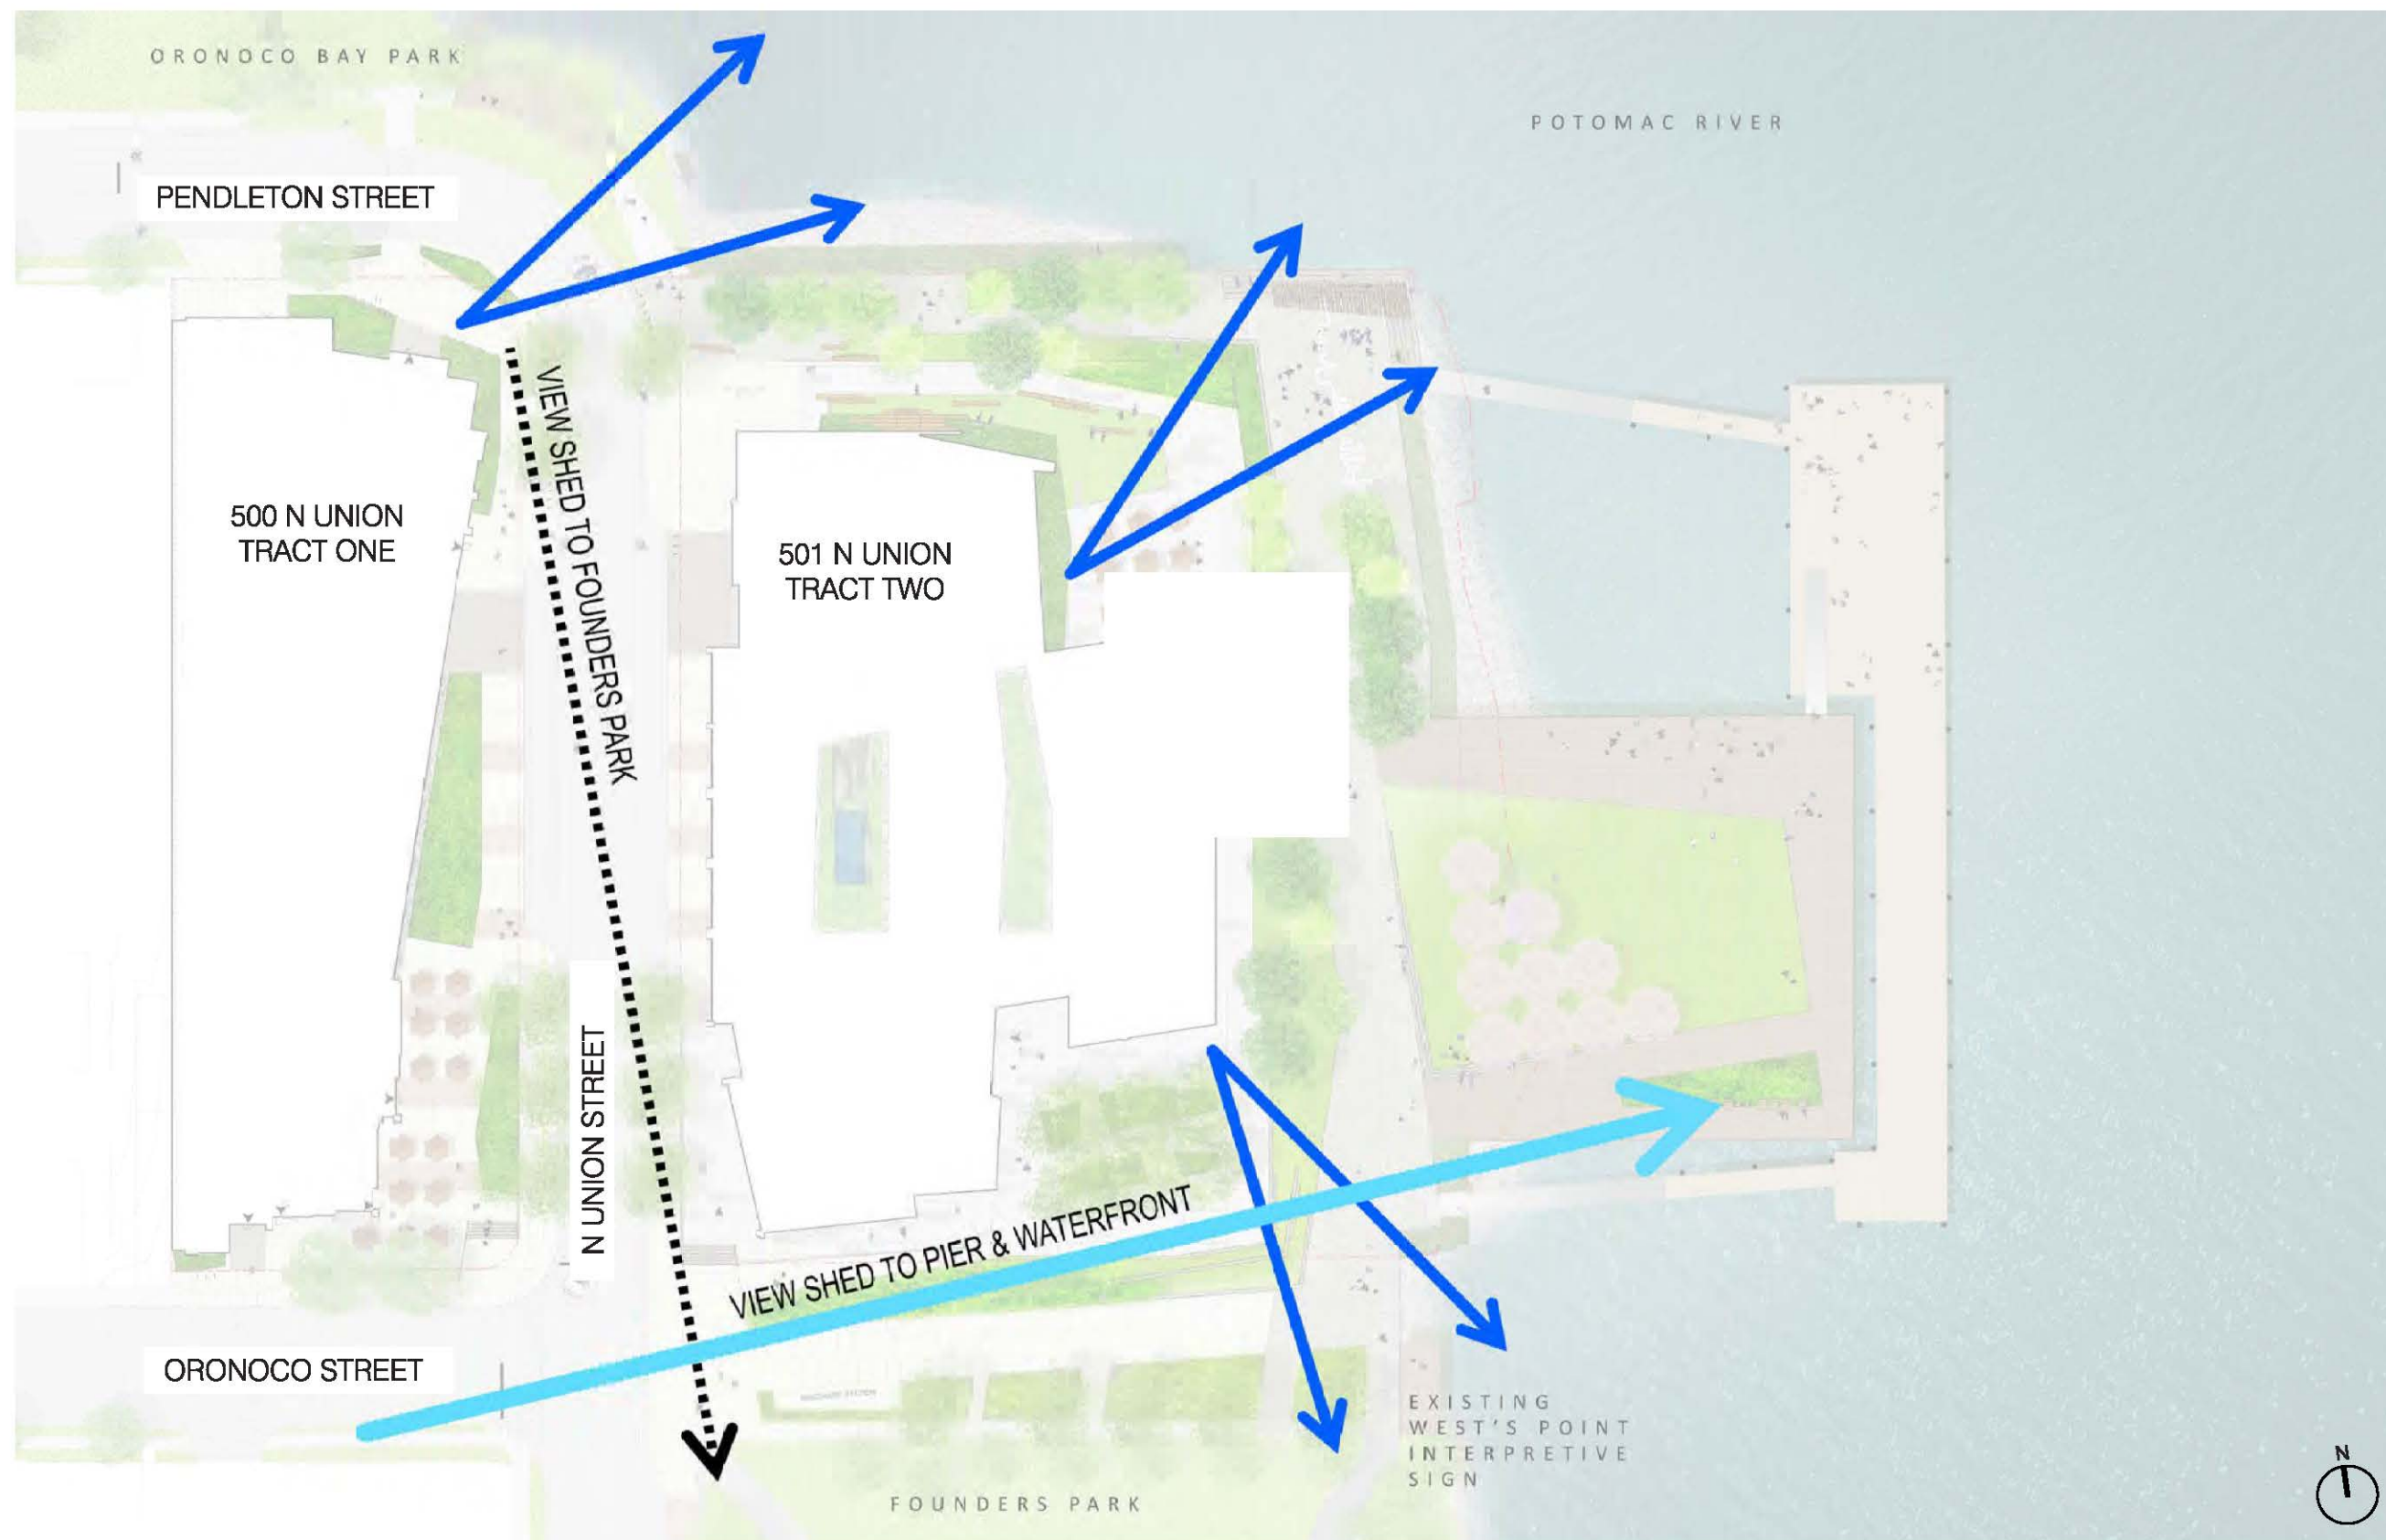 ORONOCO BAY PARK
POTOMAC RIVER
PENDLETON STREET
500 N UNION
TRACT ONE
VIEW SHED TO FOUNDERS PARK
501 N UNION
TRACT TWO
N UNION STREET
VIEW SHED TO PIER & WATERFRONT
ORONOCO STREET
EXISTING
WEST'S POINT
INTERPRETIVE
SIGN
FOUNDERS PARK
N